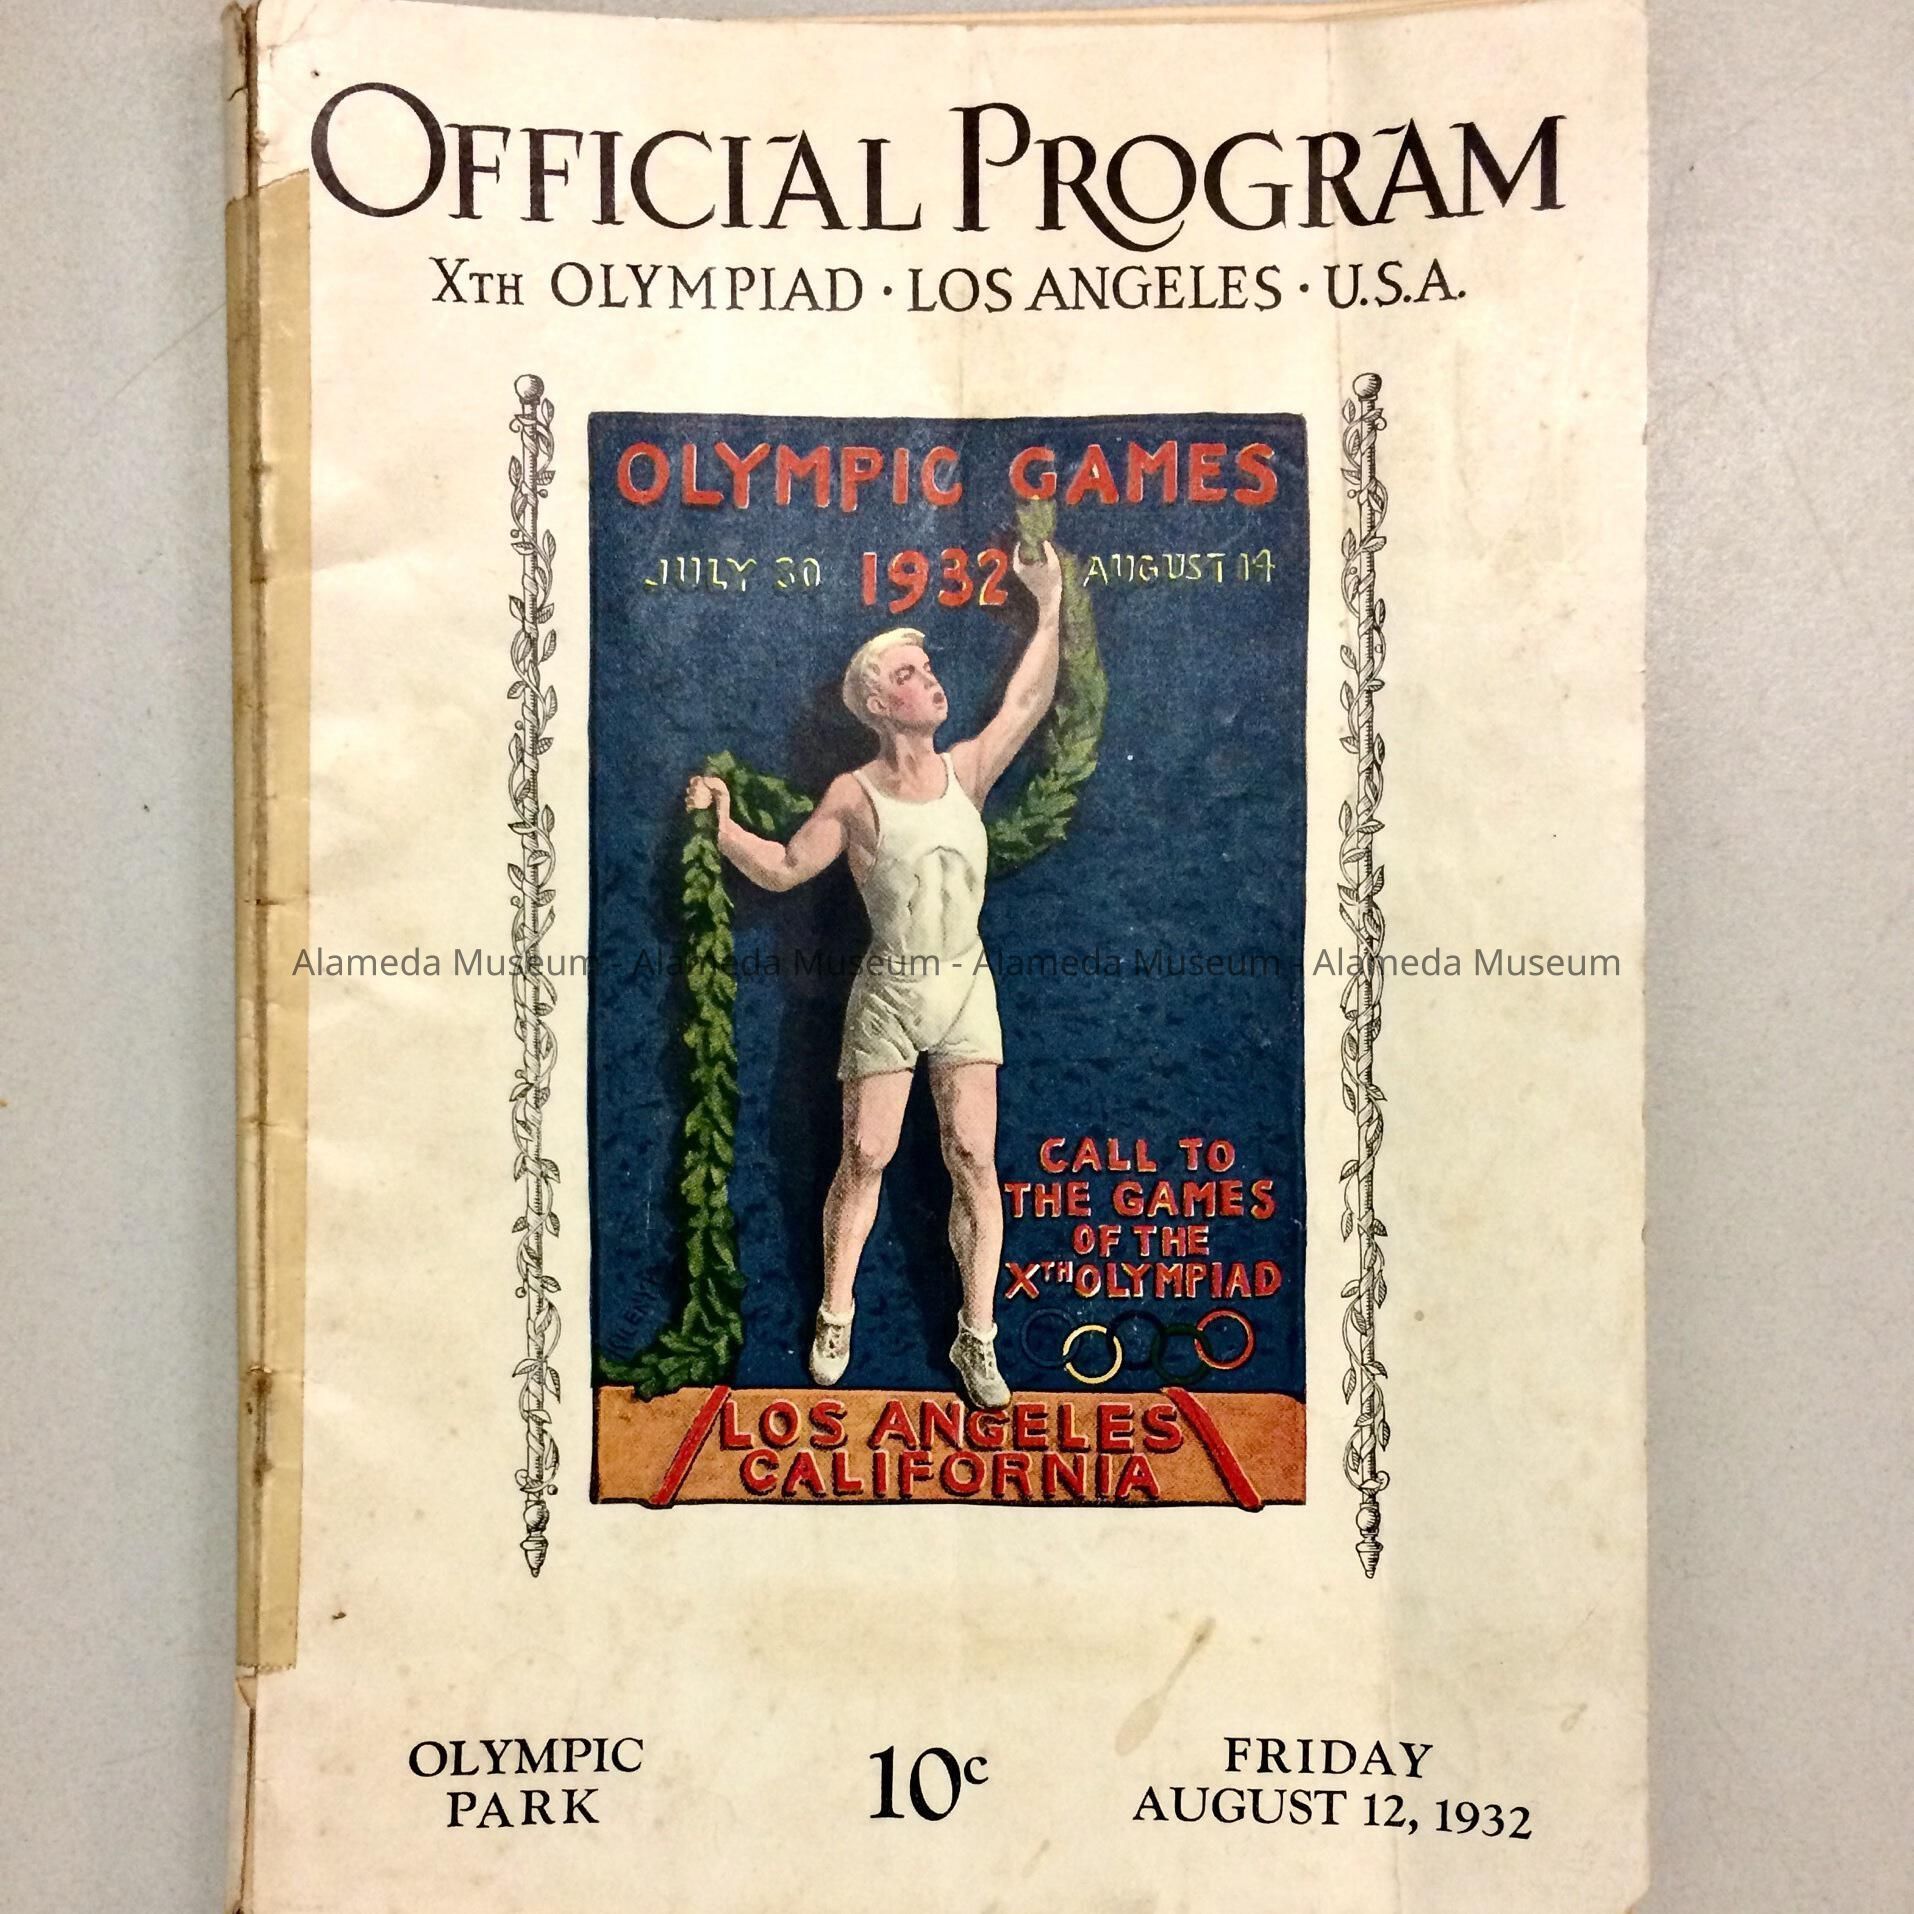 OFFICIAL PROGRAM
XTH OLYMPIAD · LOS ANGELES · U.S.A.
OLYMPIC GAMES
JULY 30 1932 AUGUST 14
CALL TO
THE GAMES
OF THE
XTH OLYMPIAD
LOS ANGELES
CALIFORNIA
Alameda Museum - Alameda Museum - Alameda Museum - Alameda Museum
OLYMPIC
PARK
10c
FRIDAY
AUGUST 12, 1932